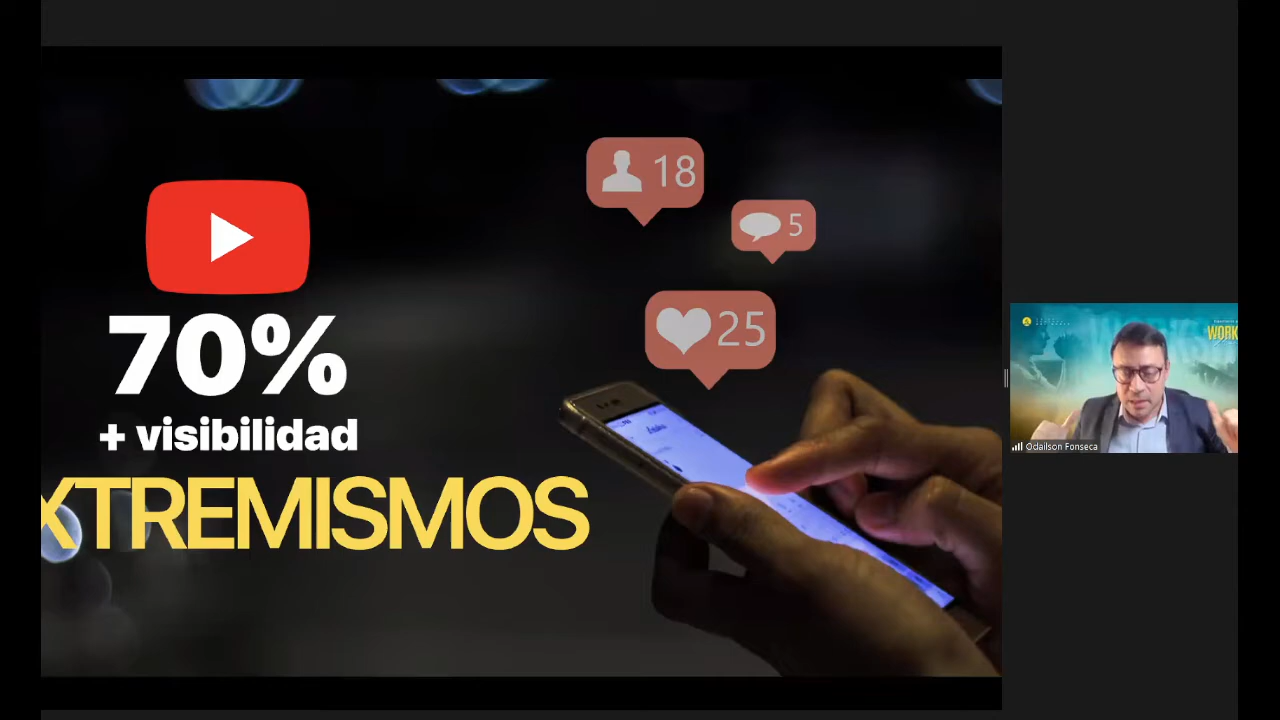 18
5
25
70%
+ visibilidad
XTREMISMOS
WORK
Odailson Fonseca